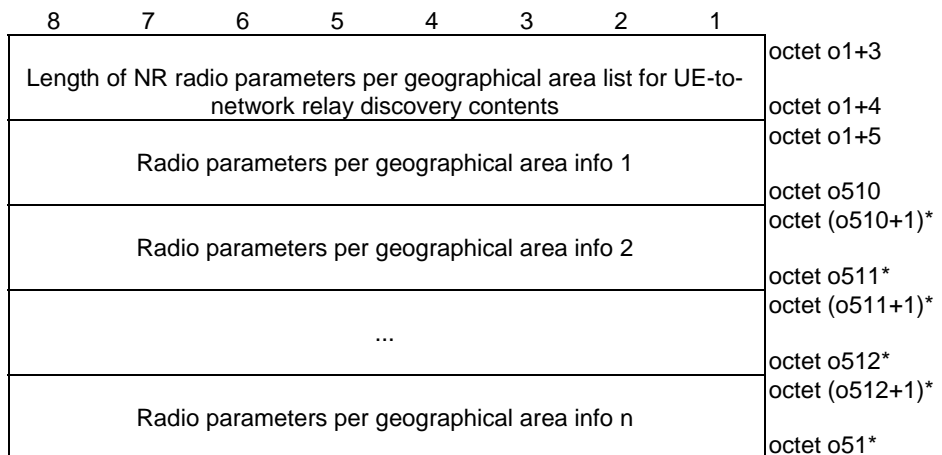 8 7 6 5 4 3 2 1
octet o1+3
Length of NR radio parameters per geographical area list for UE-to-
network relay discovery contents
octet o1+4
octet o1+5
Radio parameters per geographical area info 1
octet o510
octet (o510+1)*
Radio parameters per geographical area info 2
octet o511*
octet (o511+1)*
...
octet o512*
octet (o512+1)*
Radio parameters per geographical area info n
octet o51*